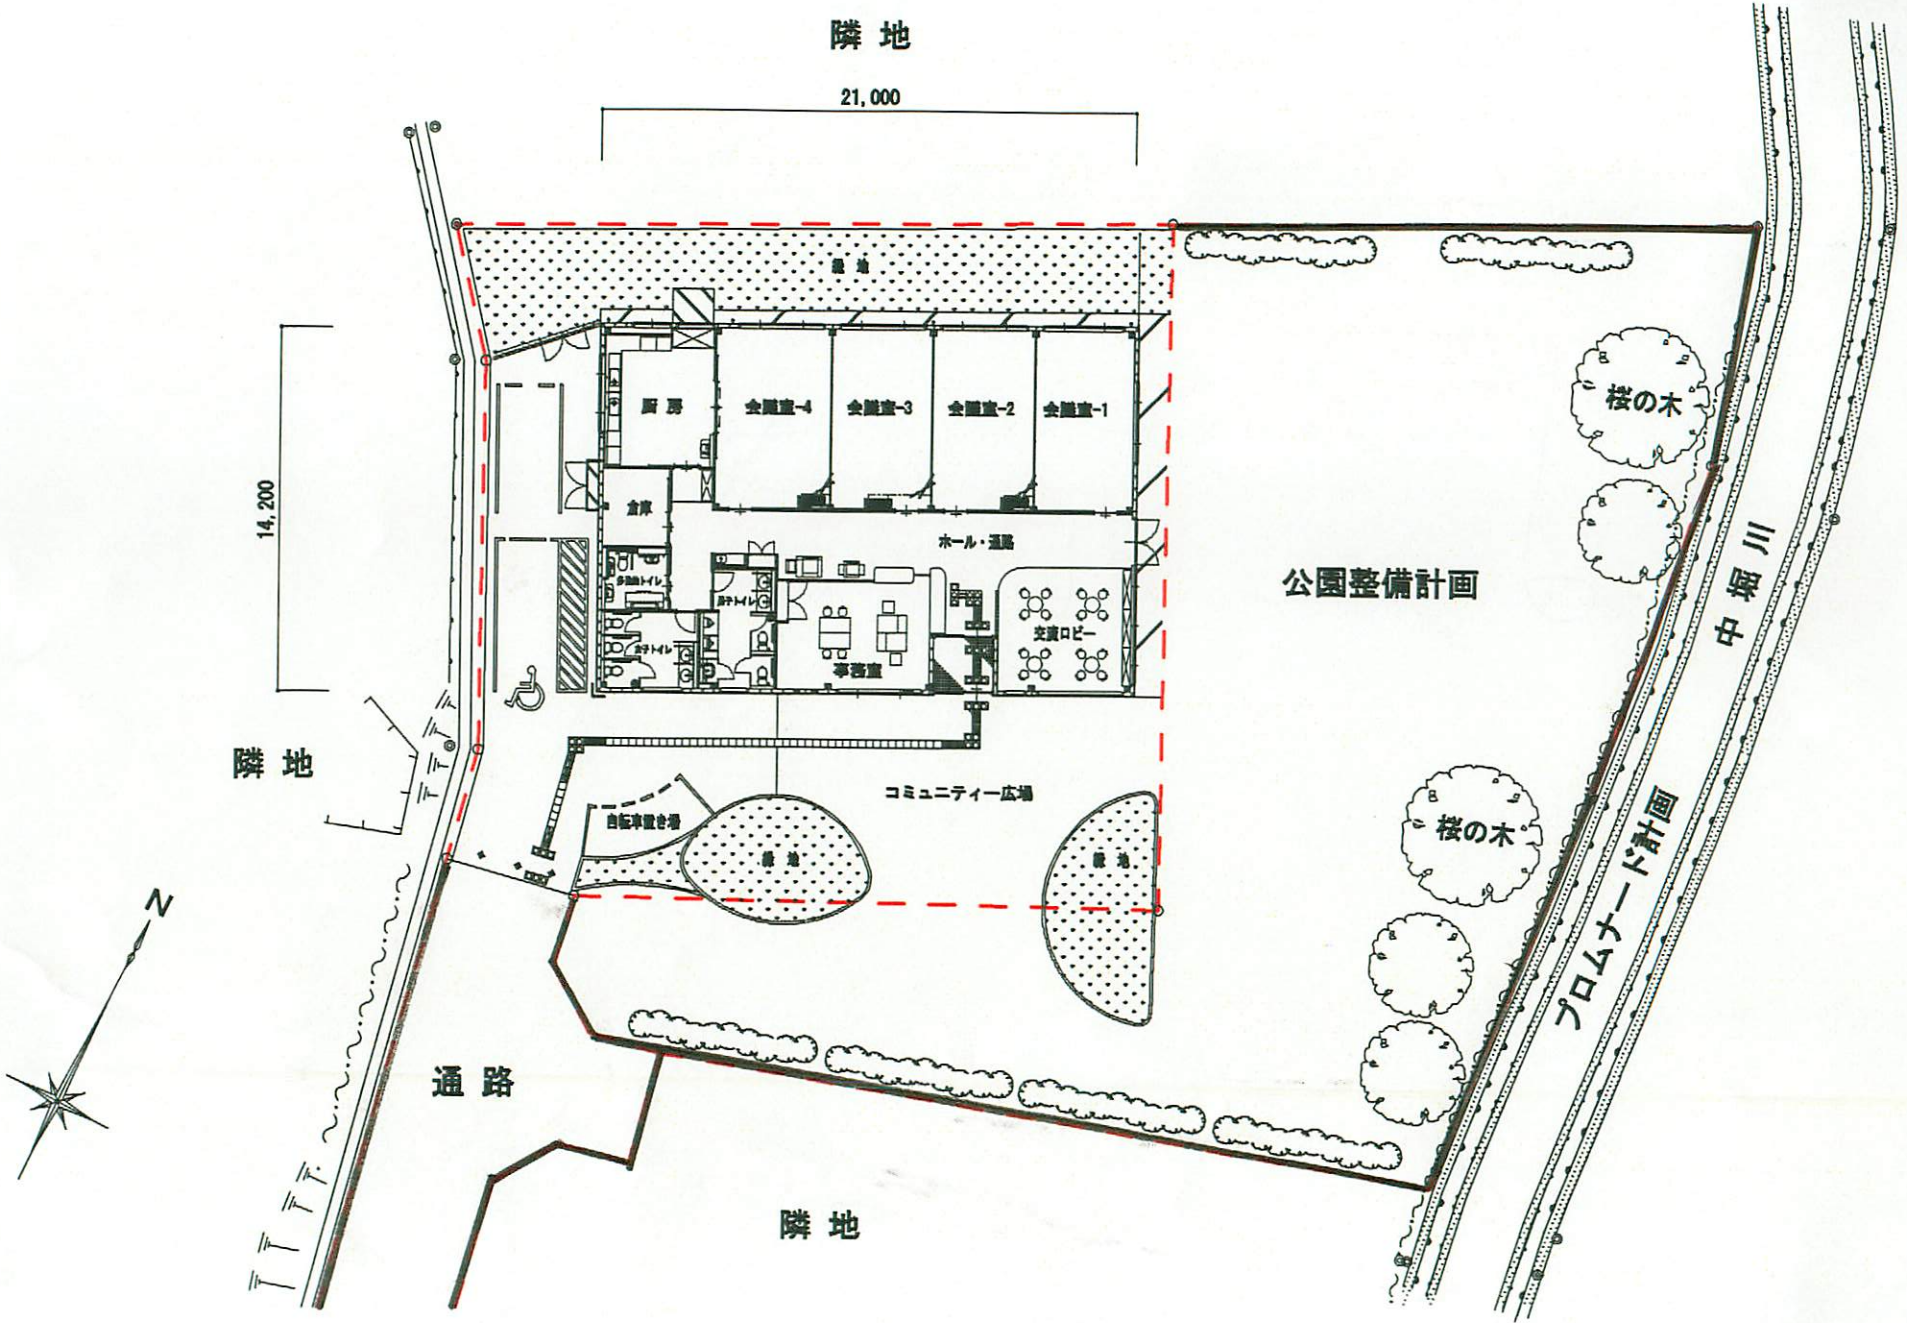 隣地
21,000
緑地
14,200
厨房
会議室-4
会議室-3
会議室-2
会議室-1
倉庫
ホール・通路
多目的トイレ
男子トイレ
女子トイレ
事務室
交流ロビー
公園整備計画
桜の木
中堀川
隣地
コミュニティー広場
自転車置き場
緑地
緑地
桜の木
プロムナード計画
N
通路
隣地